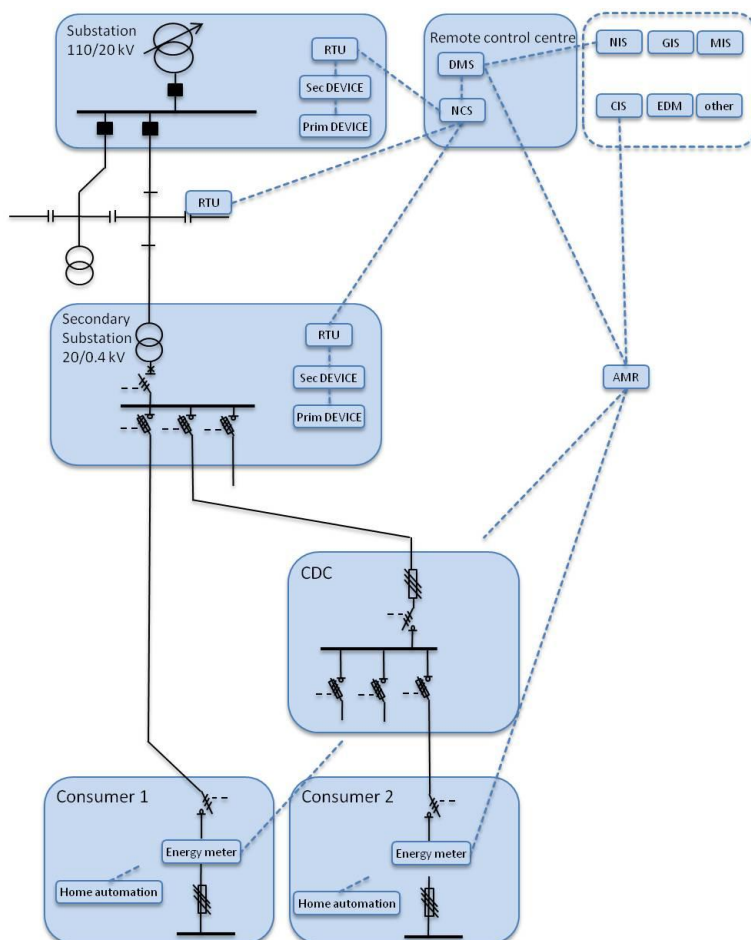 Substation
110/20 kV
RTU
Sec DEVICE
Prim DEVICE
Remote control centre
DMS
NCS
NIS
GIS
MIS
CIS
EDM
other
RTU
Secondary
Substation
20/0.4 kV
RTU
Sec DEVICE
Prim DEVICE
AMR
CDC
Consumer 1
Energy meter
Home automation
Consumer 2
Energy meter
Home automation